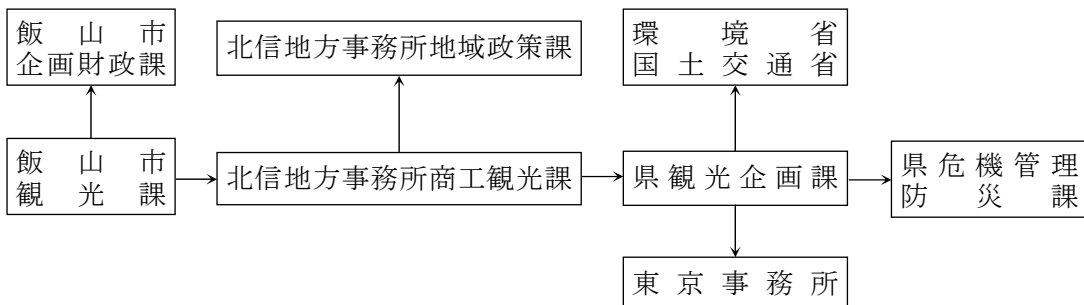 飯山市
企画財政課
北信地方事務所地域政策課
環境省
国土交通省
飯山市
観光課
北信地方事務所商工観光課
県観光企画課
県危機管理
防災課
東京事務所